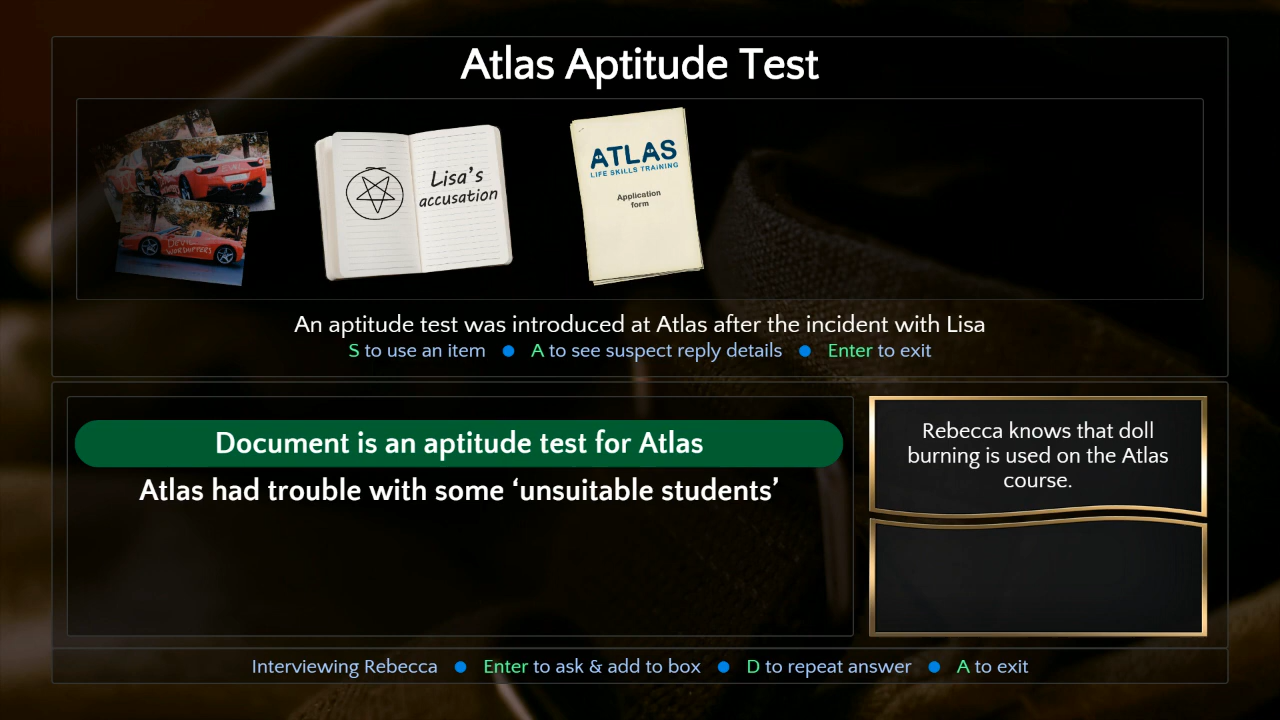 Atlas Aptitude Test
Lisa's
accusation
ATLAS
LIFE SKILLS TRAINING
Application
form
An aptitude test was introduced at Atlas after the incident with Lisa
S to use an item ● A to see suspect reply details ● Enter to exit
Document is an aptitude test for Atlas
Atlas had trouble with some ‘unsuitable students’
Rebecca knows that doll
burning is used on the Atlas
course.
Interviewing Rebecca ● Enter to ask & add to box ● D to repeat answer ● A to exit